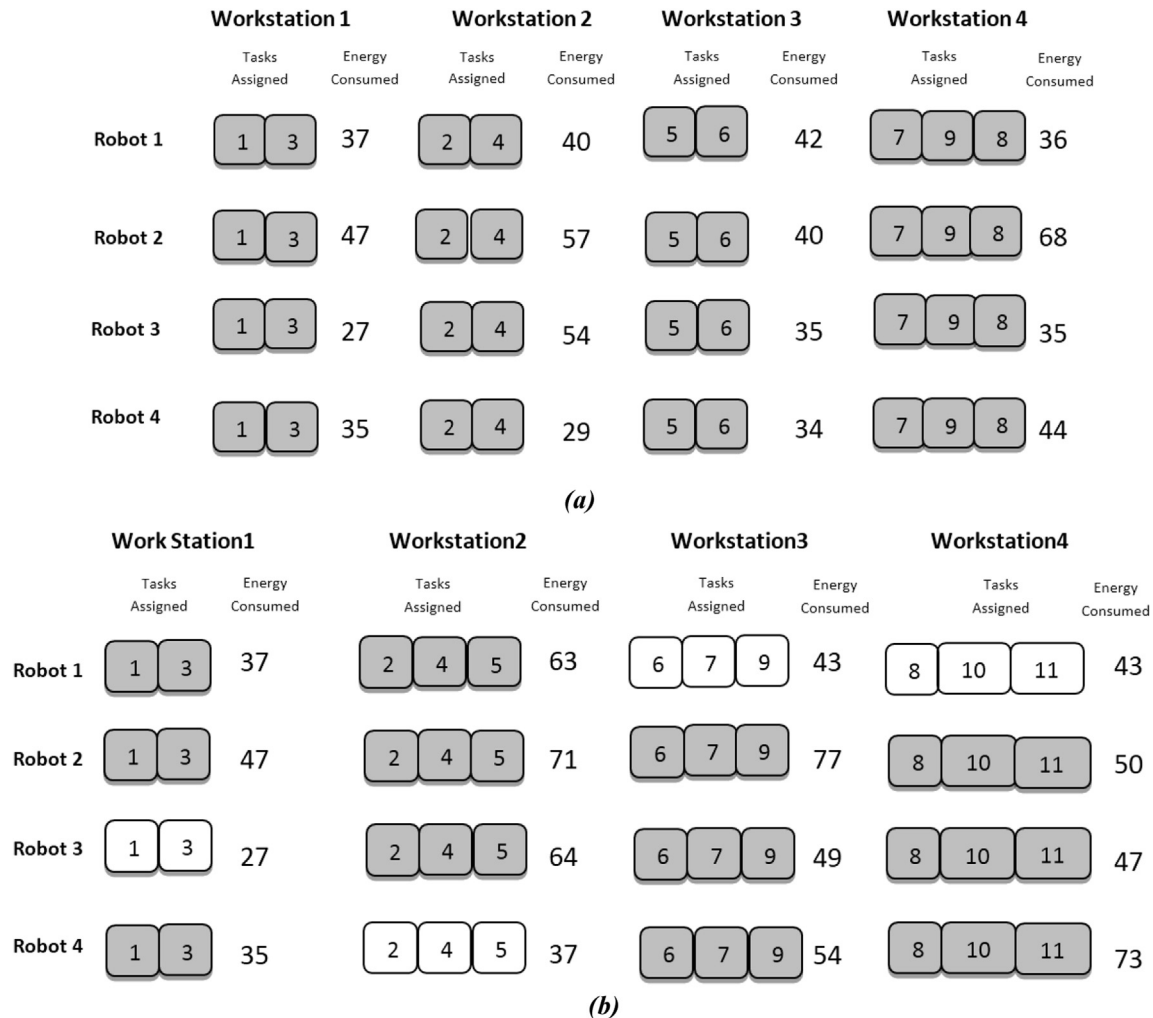 Workstation 1 Workstation 2 Workstation 3 Workstation 4
Tasks Energy Tasks Energy Tasks Energy Tasks Energy
Assigned Consumed Assigned Consumed Assigned Consumed Assigned Consumed
Robot 1 1 3 37 2 4 40 5 6 42 7 9 8 36
Robot 2 1 3 47 2 4 57 5 6 40 7 9 8 68
Robot 3 1 3 27 2 4 54 5 6 35 7 9 8 35
Robot 4 1 3 35 2 4 29 5 6 34 7 9 8 44
(a)
Work Station1 Workstation2 Workstation3 Workstation4
Tasks Energy Tasks Energy Tasks Energy Tasks Energy
Assigned Consumed Assigned Consumed Assigned Consumed Assigned Consumed
Robot 1 1 3 37 2 4 5 63 6 7 9 43 8 10 11 43
Robot 2 1 3 47 2 4 5 71 6 7 9 77 8 10 11 50
Robot 3 1 3 27 2 4 5 64 6 7 9 49 8 10 11 47
Robot 4 1 3 35 2 4 5 37 6 7 9 54 8 10 11 73
(b)